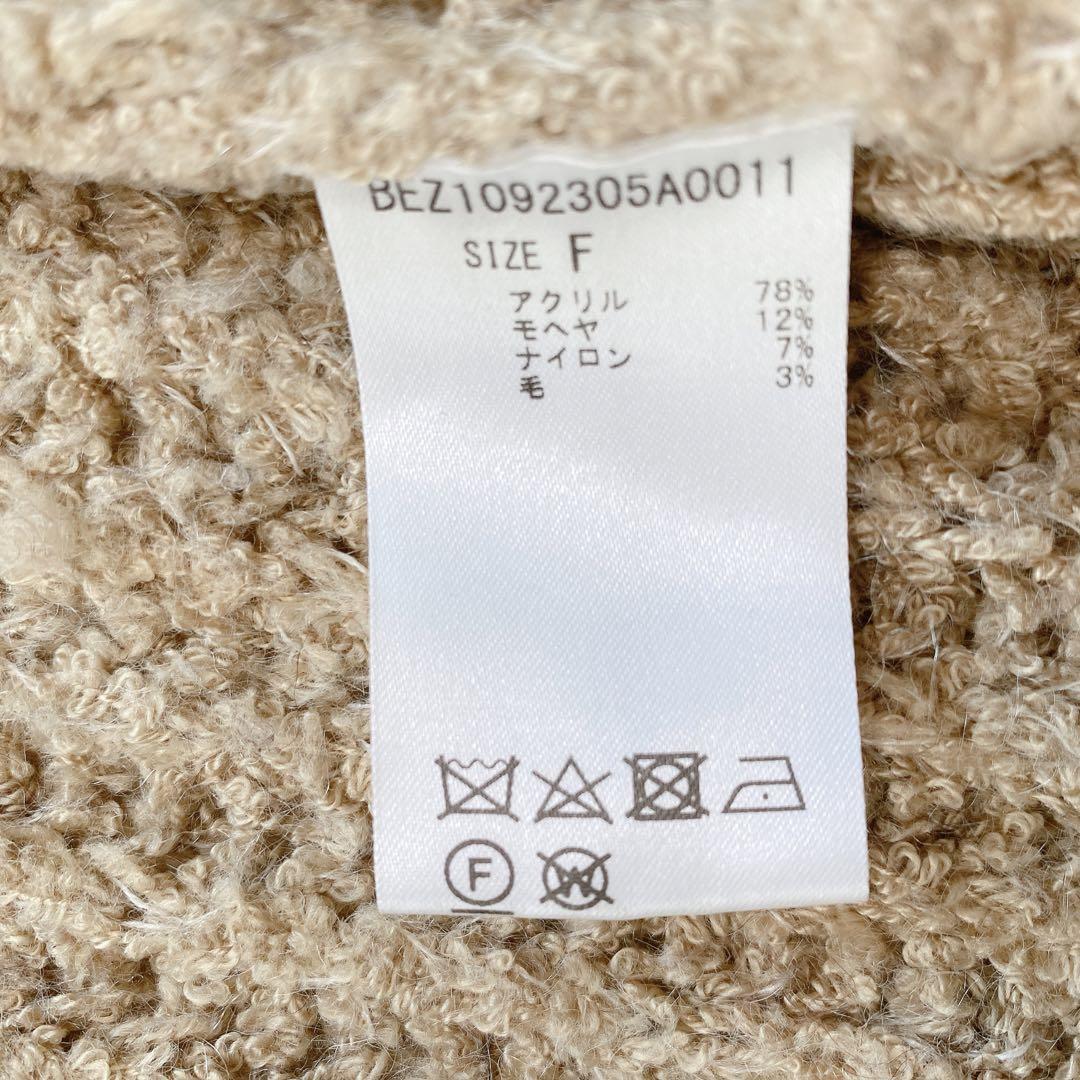 BEZ1092305A0011
SIZE F
アクリル 78%
モヘヤ 12%
ナイロン 7%
毛 3%
F W